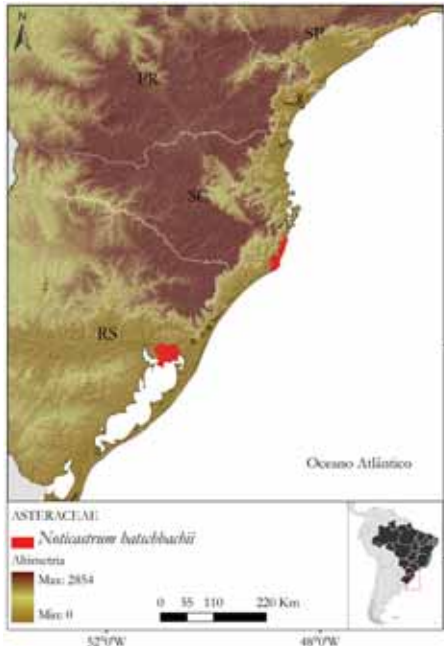 N
SP
PR
SC
RS
Oceano Atlântico
ASTERACEAE
Noticastrum hatschbachii
Altimetria
Max: 2854
Min: 0
0 55 110 220 Km
52°0'W 48°0'W